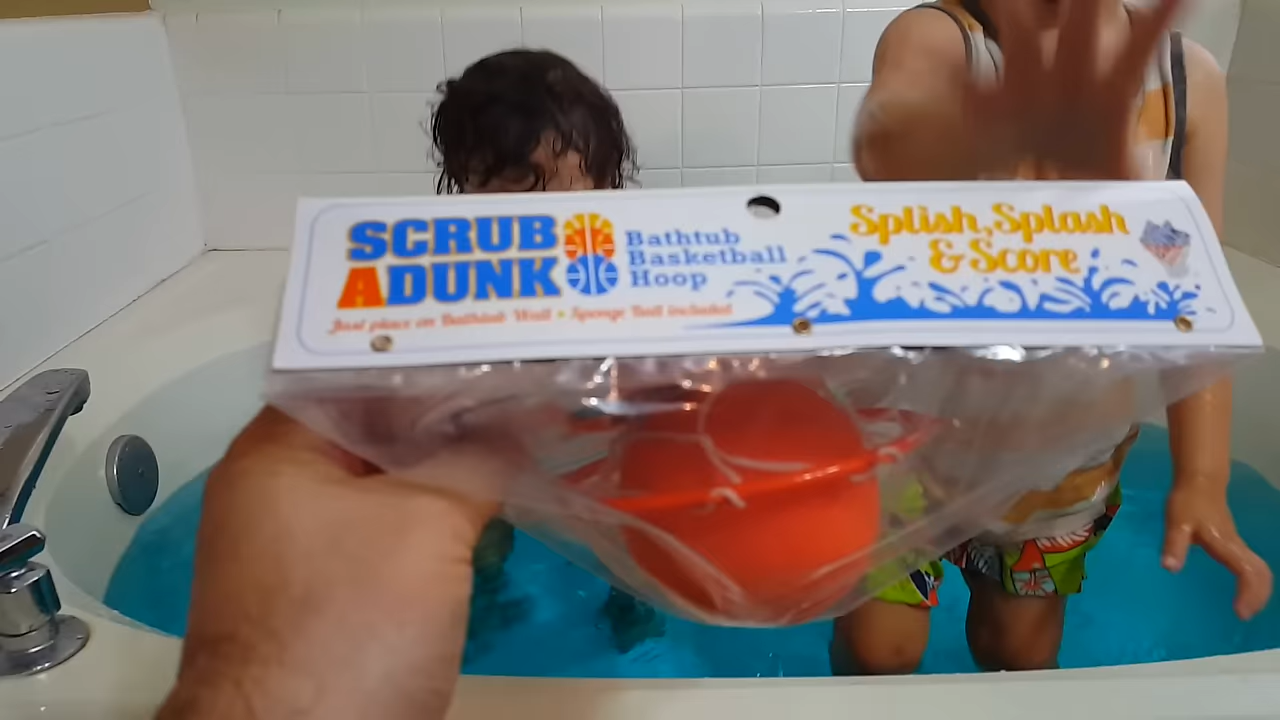 SCRUB
A DUNK
Bathtub
Basketball
Hoop
Just place on Bathtub Wall • Sponge Ball included
Splish, Splash
& Score